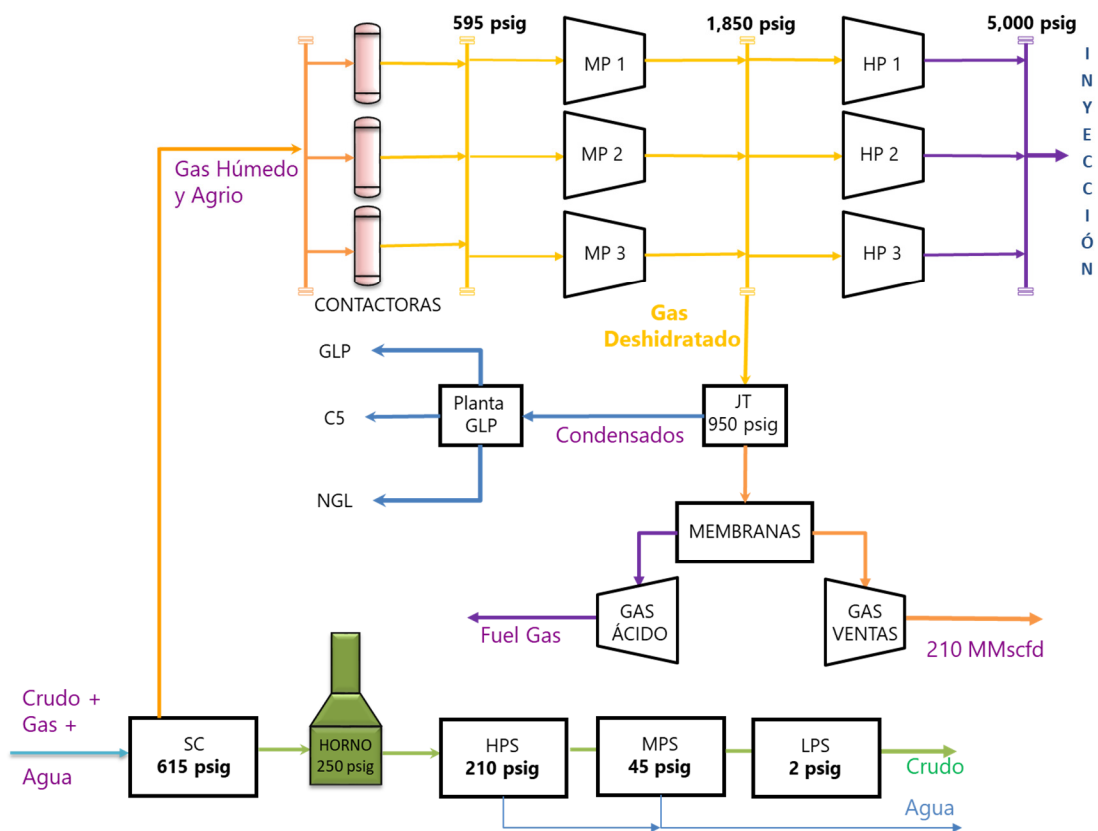 595 psig
1,850 psig
5,000 psig
MP 1
HP 1
MP 2
HP 2
MP 3
HP 3
INYECCIÓN
Gas Húmedo
y Agrio
CONTACTORAS
Gas
Deshidratado
GLP
C5
NGL
Planta
GLP
Condensados
JT
950 psig
MEMBRANAS
GAS
ÁCIDO
GAS
VENTAS
Fuel Gas
210 MMscfd
Crudo +
Gas +
Agua
SC
615 psig
HORNO
250 psig
HPS
210 psig
MPS
45 psig
LPS
2 psig
Crudo
Agua